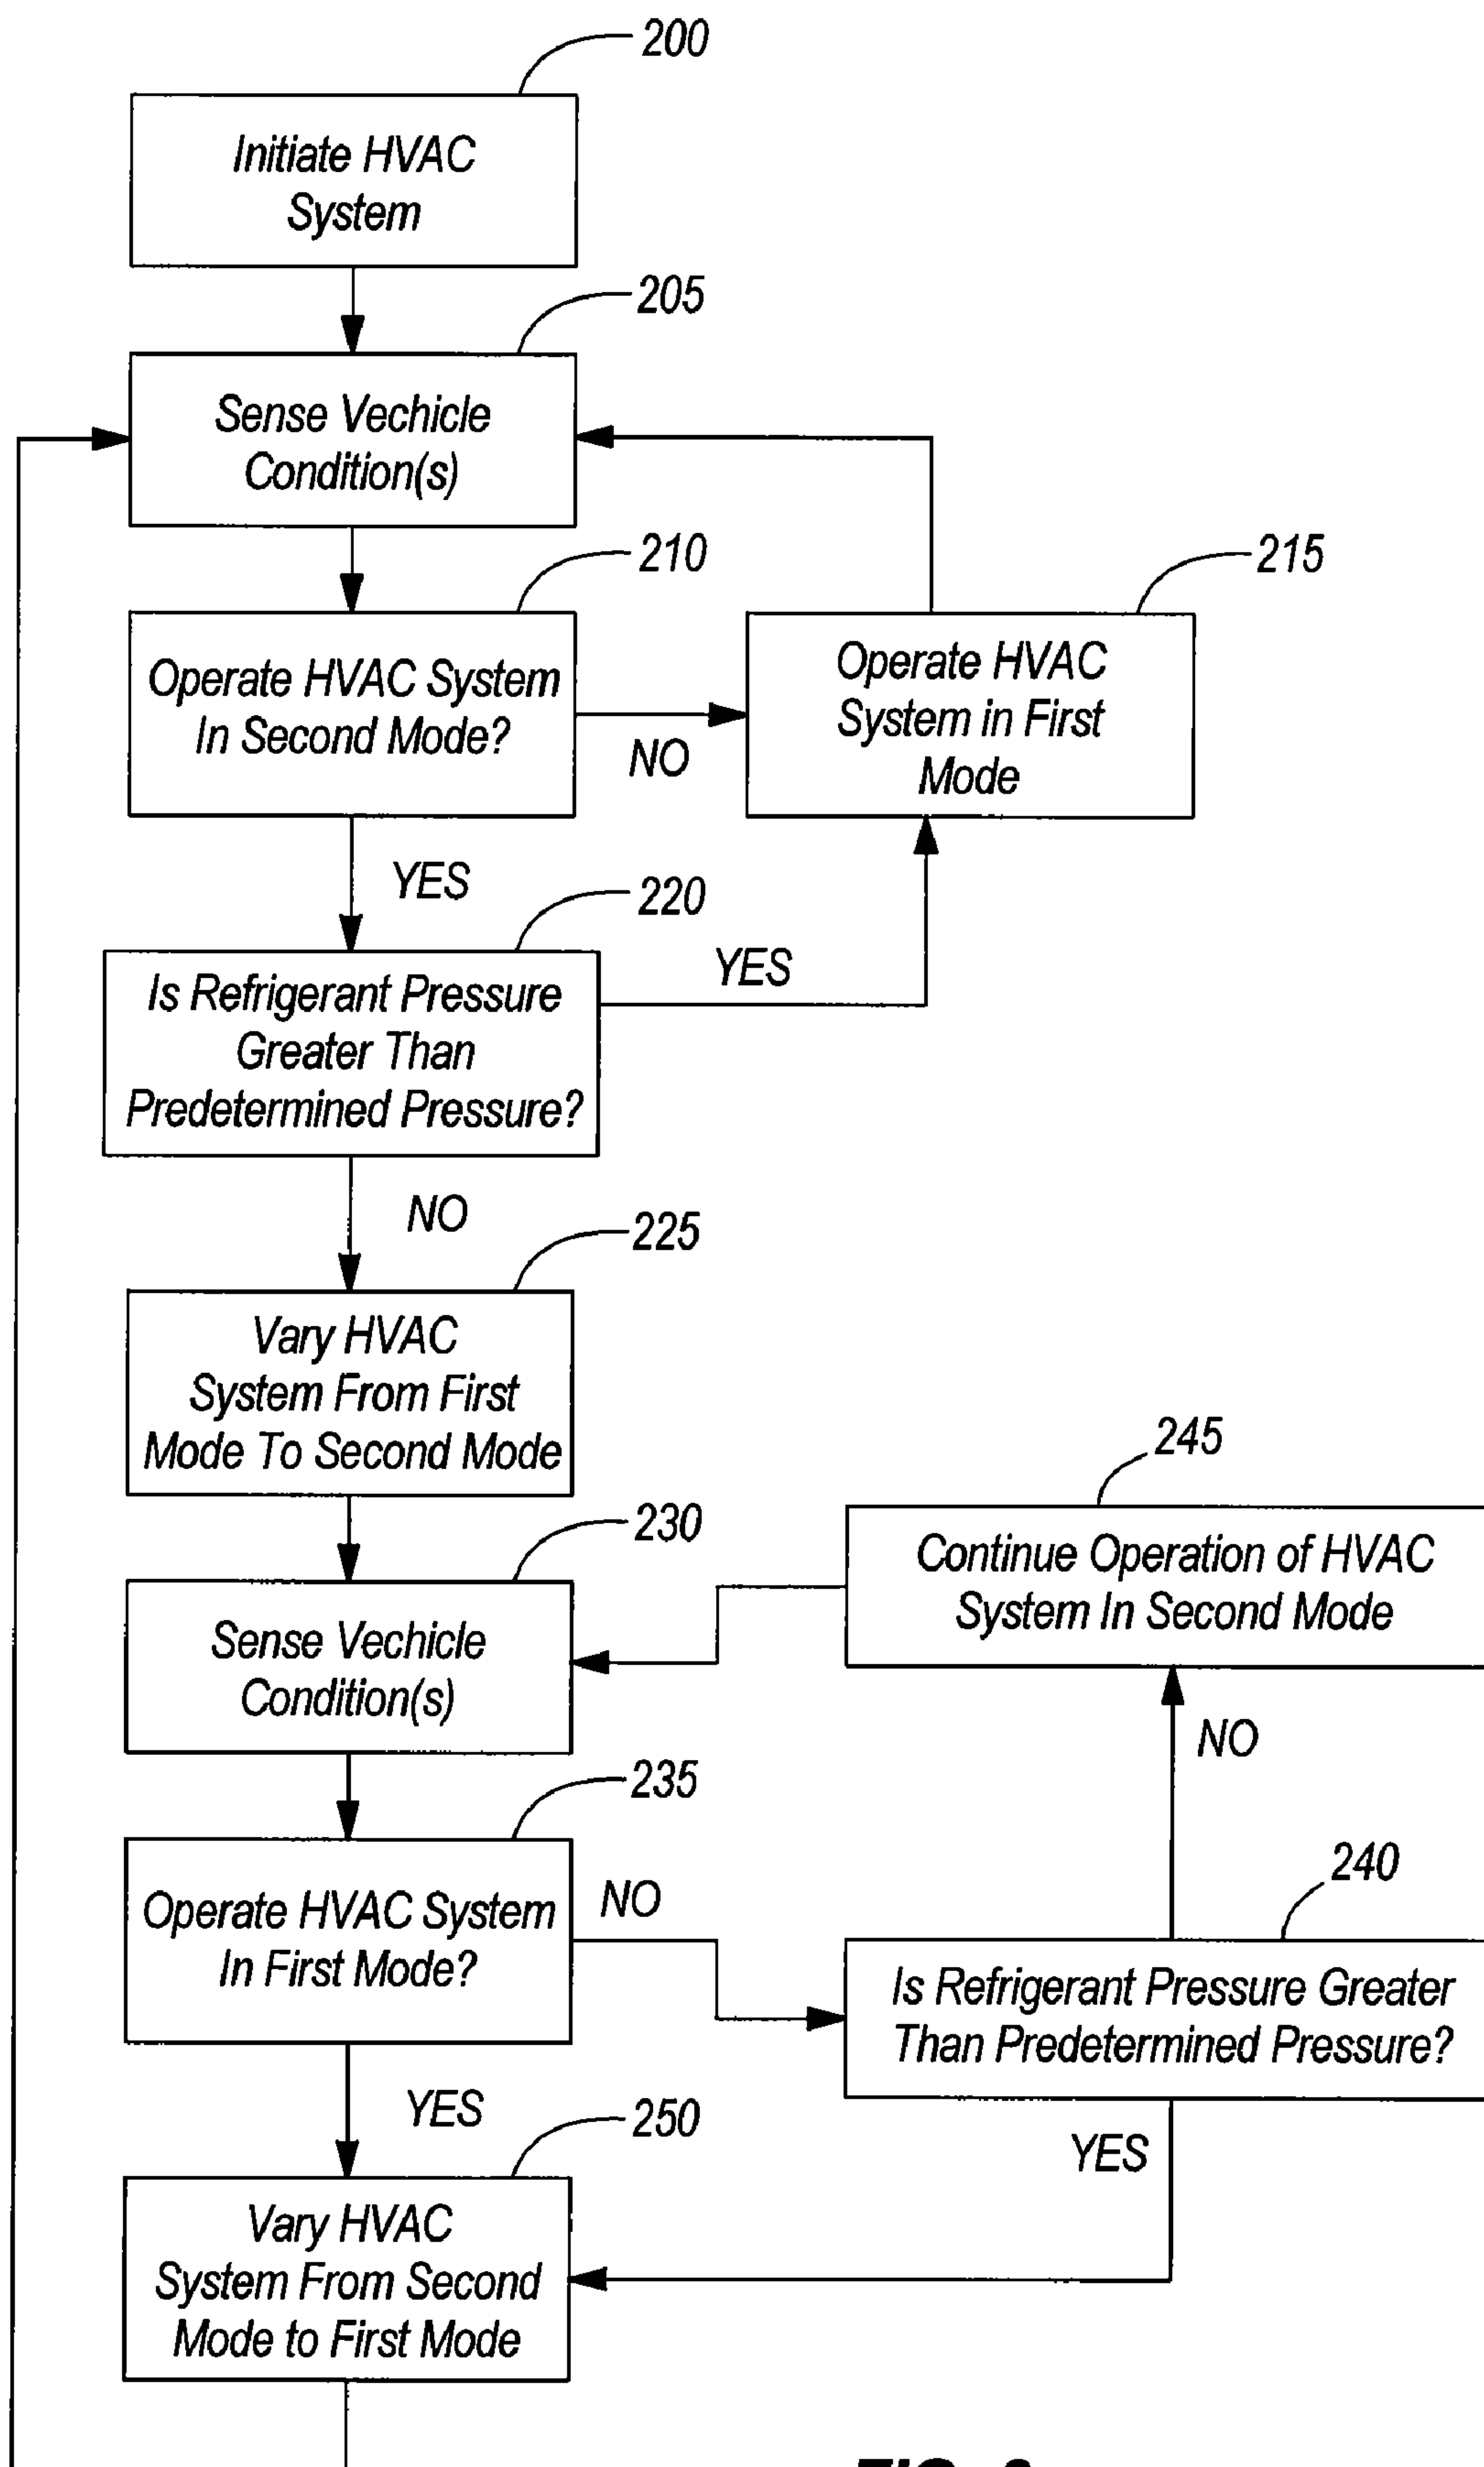 200
Initiate HVAC
System
205
Sense Vechicle
Condition(s)
210
Operate HVAC System
In Second Mode?
NO
215
Operate HVAC
System in First
Mode
YES
220
Is Refrigerant Pressure
Greater Than
Predetermined Pressure?
YES
NO
225
Vary HVAC
System From First
Mode To Second Mode
230
Sense Vechicle
Condition(s)
245
Continue Operation of HVAC
System In Second Mode
NO
235
Operate HVAC System
In First Mode?
NO
240
Is Refrigerant Pressure Greater
Than Predetermined Pressure?
YES
YES
250
Vary HVAC
System From Second
Mode to First Mode